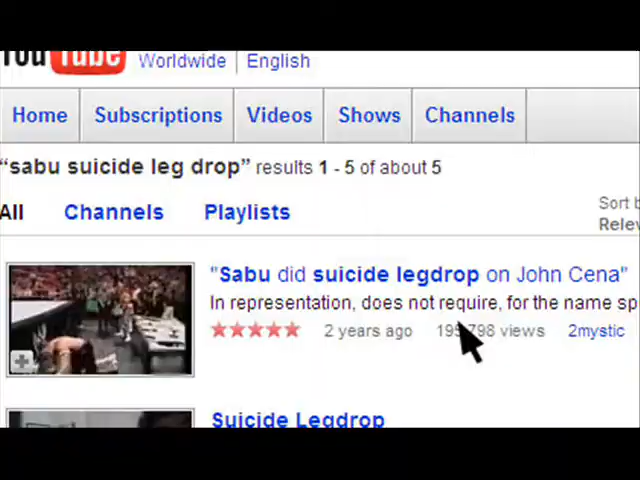 YouTube
Worldwide English
Home Subscriptions Videos Shows Channels
“sabu suicide leg drop” results 1 - 5 of about 5
All Channels Playlists
Sort b
Relev
"Sabu did suicide legdrop on John Cena"
In representation, does not require, for the name sp
2 years ago 195,798 views 2mystic
Suicide Legdrop